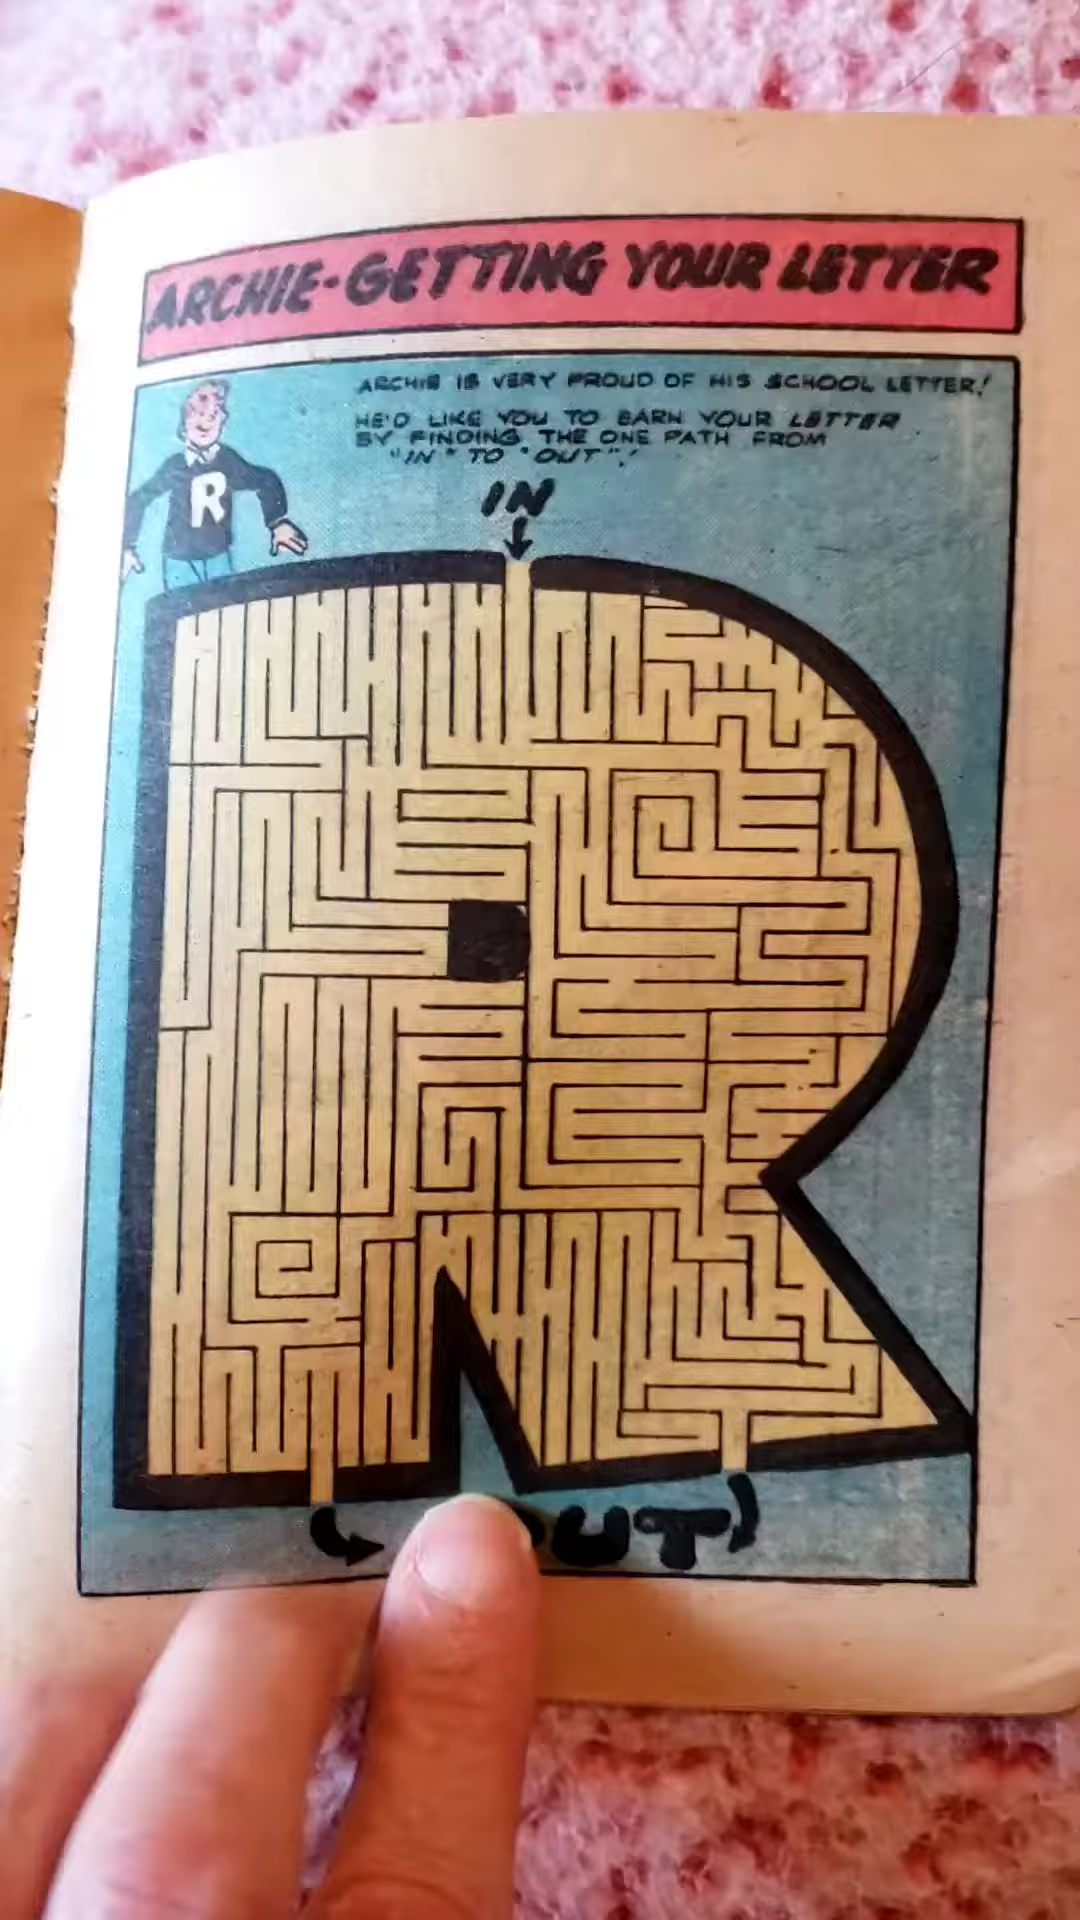 ARCHIE-GETTING YOUR LETTER
ARCHIE IS VERY PROUD OF HIS SCHOOL LETTER!
HE'D LIKE YOU TO EARN YOUR LETTER
BY FINDING THE ONE PATH FROM
"IN" TO "OUT"!
IN
R
OUT